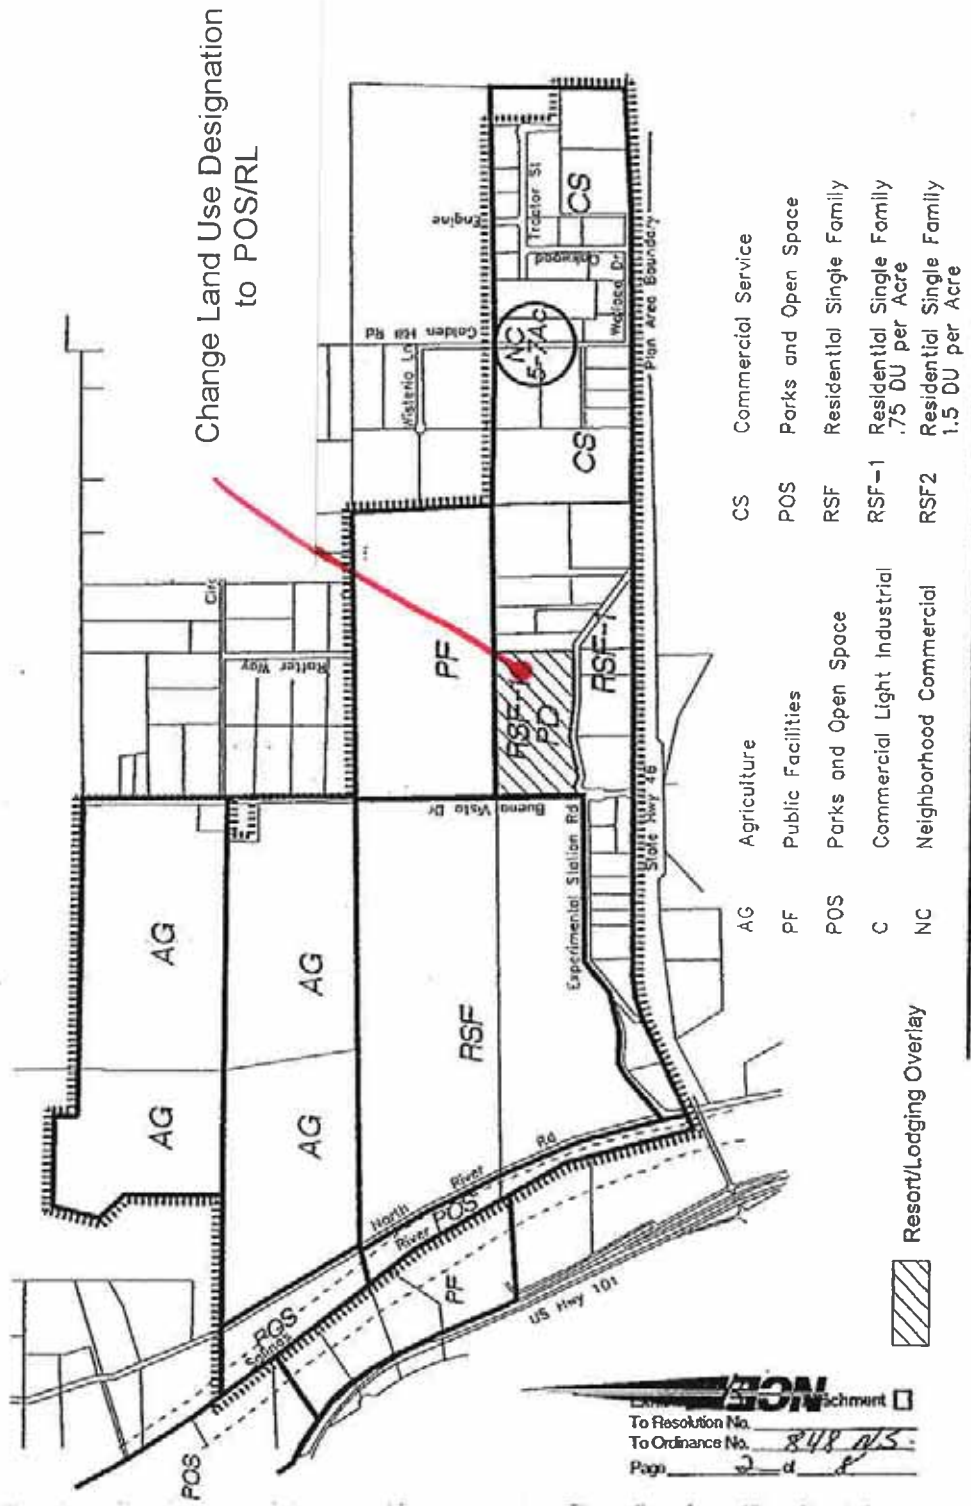 Change Land Use Designation
to POS/RL
Engine
Tractor St
CS
Oakwood
Golden Hill Rd
NC
5-7Ac
Wallace Dr
Plan Area Boundary
Wisteria Ln
CS
Circ
Rafter Way
PF
RSF-1
PD
RSF-1
Buena Vista Dr
Experimental Station Rd
State Hwy 46
AG
AG
AG
AG
RSF
North River Rd
Salinas River
POS
POS
PF
US Hwy 101
POS
AG Agriculture
PF Public Facilities
POS Parks and Open Space
C Commercial Light Industrial
NC Neighborhood Commercial
CS Commercial Service
POS Parks and Open Space
RSF Residential Single Family
RSF-1 Residential Single Family
.75 DU per Acre
RSF2 Residential Single Family
1.5 DU per Acre
Resort/Lodging Overlay
To Resolution No.
To Ordinance No. 848 N.S.
Page 2 of 8